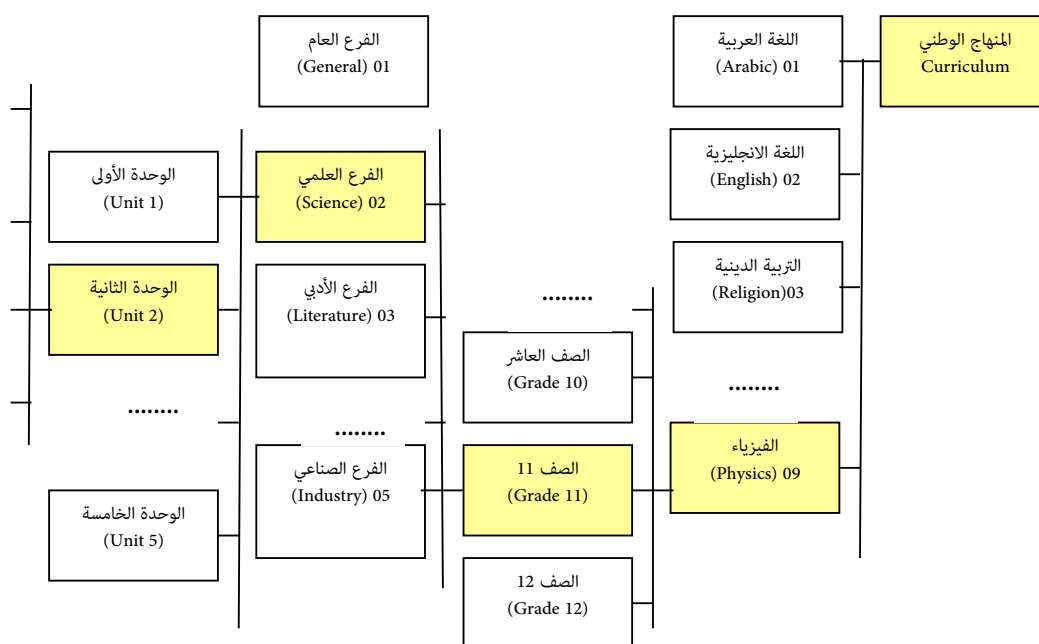 المنهاج الوطني
Curriculum
اللغة العربية
(Arabic) 01
اللغة الانجليزية
(English) 02
التربية الدينية
(Religion)03
........
الفيزياء
(Physics) 09
........
الصف العاشر
(Grade 10)
الصف 11
(Grade 11)
الصف 12
(Grade 12)
الفرع العام
(General) 01
الفرع العلمي
(Science) 02
الفرع الأدبي
(Literature) 03
........
الفرع الصناعي
(Industry) 05
الوحدة الأولى
(Unit 1)
الوحدة الثانية
(Unit 2)
........
الوحدة الخامسة
(Unit 5)